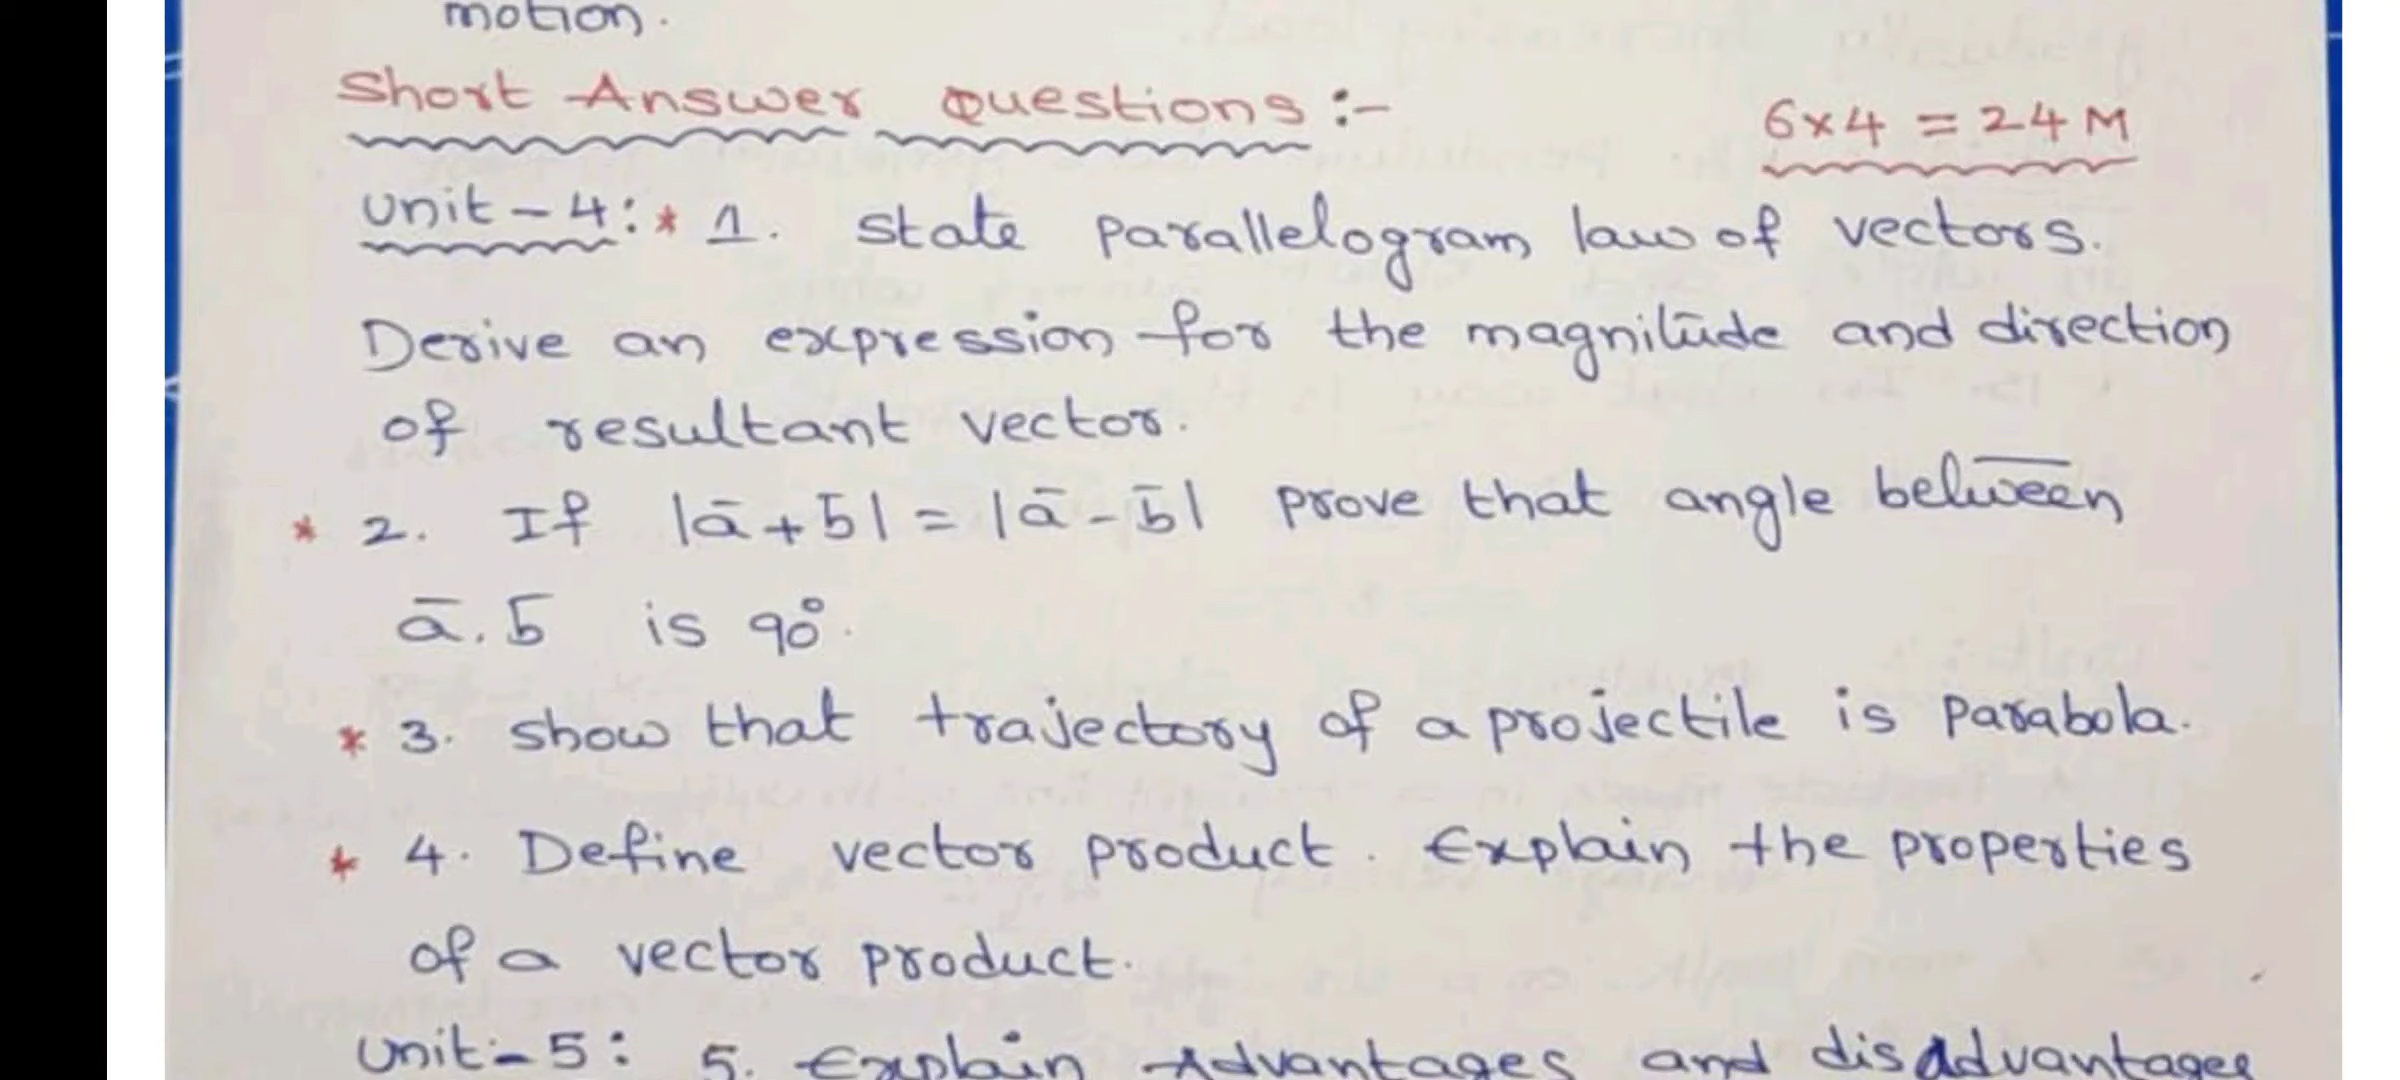 motion.
Short Answer Questions :-
6x4 = 24 M
Unit - 4: * 1. State parallelogram law of vectors.
Derive an expression for the magnitude and direction
of resultant vector.
* 2. If |ā + b̄| = |ā - b̄| prove that angle between
ā. b̄ is 90°.
* 3. Show that trajectory of a projectile is parabola.
* 4. Define vector product. Explain the properties
of a vector product.
Unit:- 5: 5. Explain Advantages and disadvantages